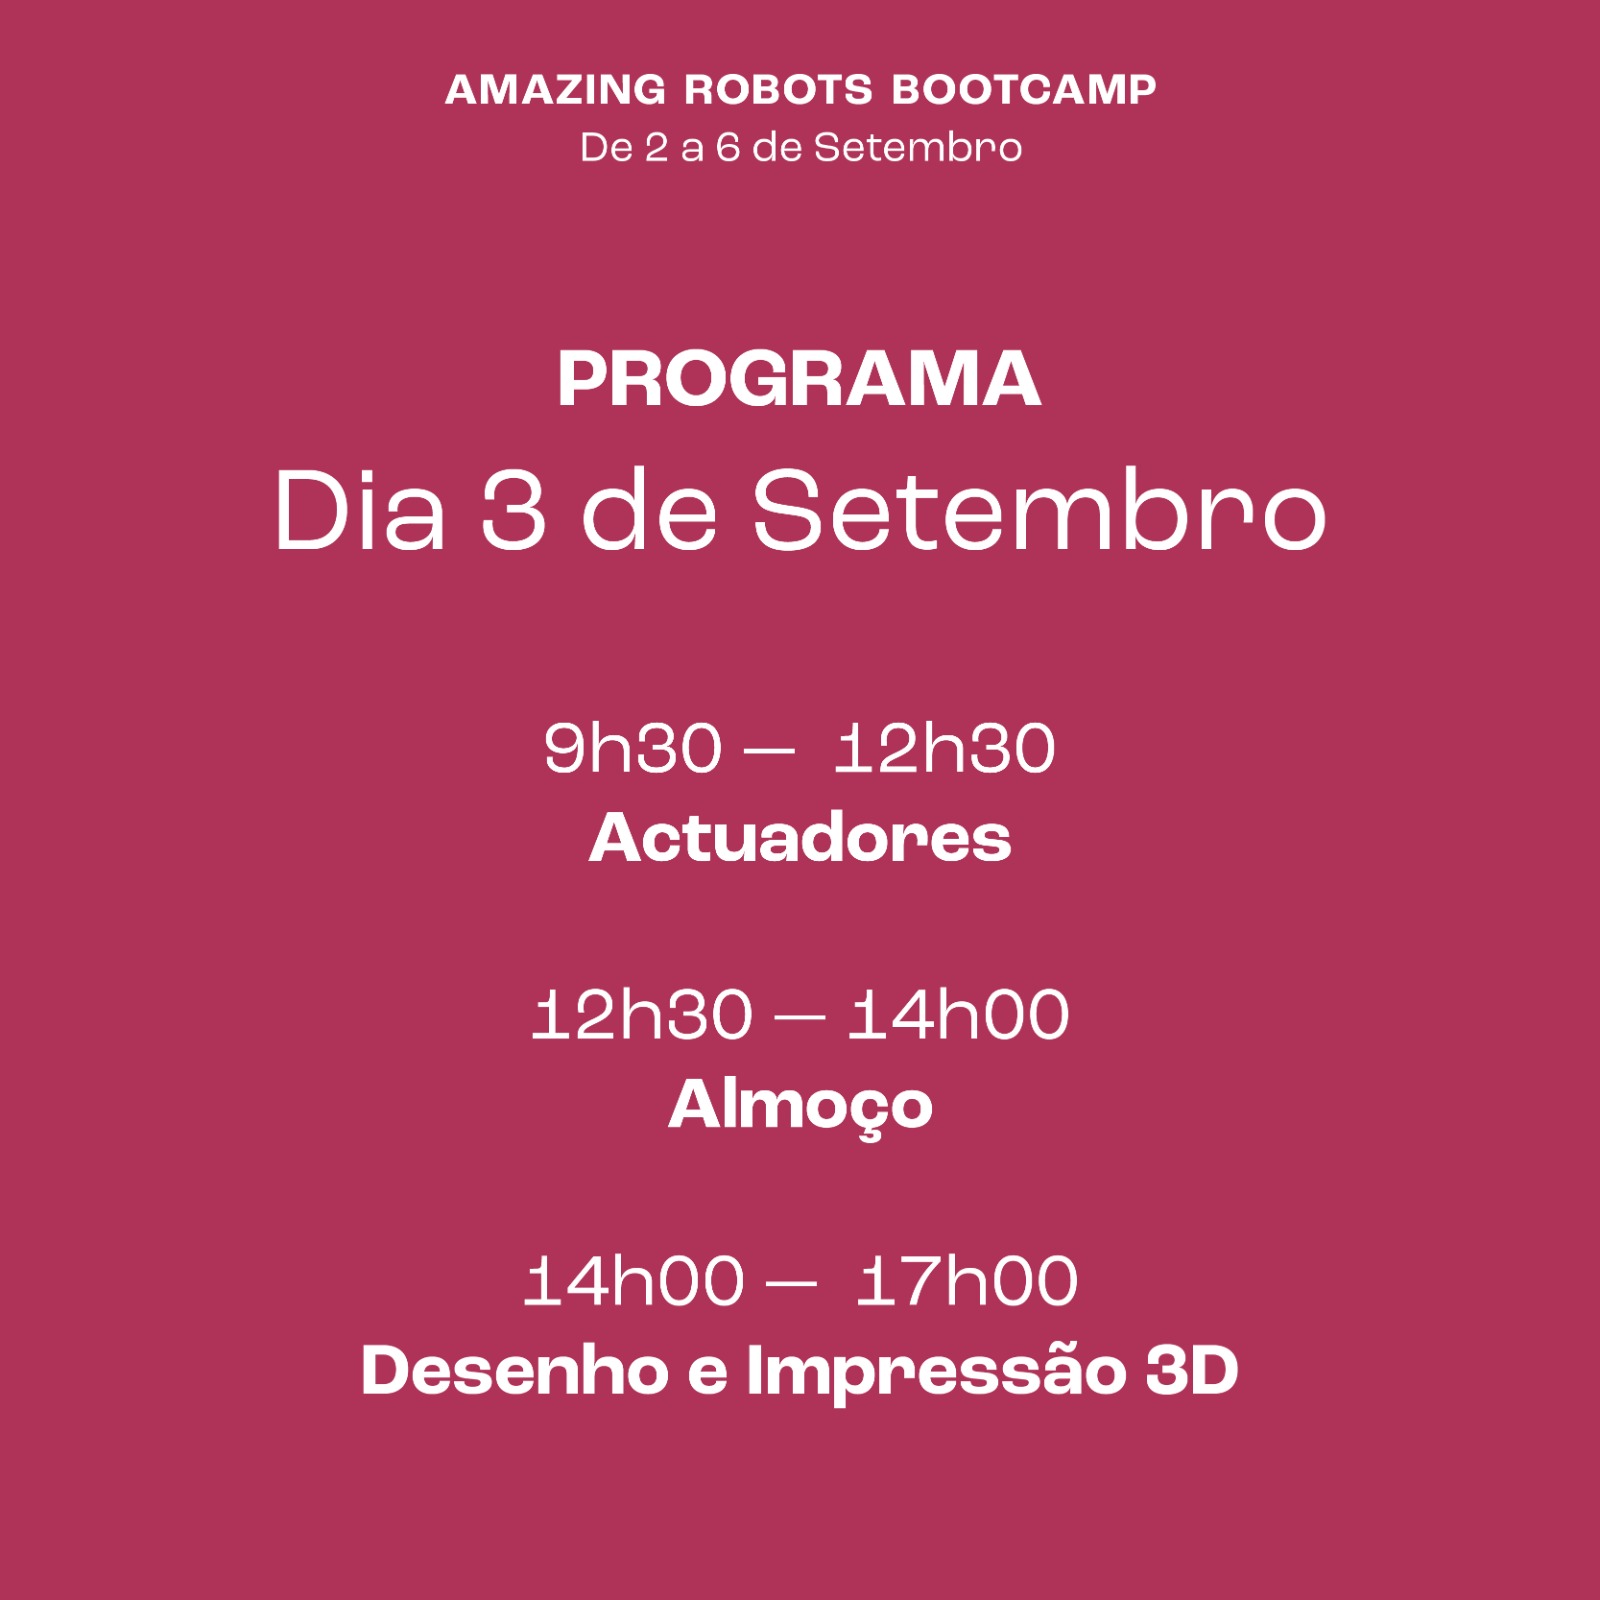 AMAZING ROBOTS BOOTCAMP
De 2 a 6 de Setembro
PROGRAMA
Dia 3 de Setembro
9h30 — 12h30
Actuadores
12h30 — 14h00
Almoço
14h00 — 17h00
Desenho e Impressão 3D